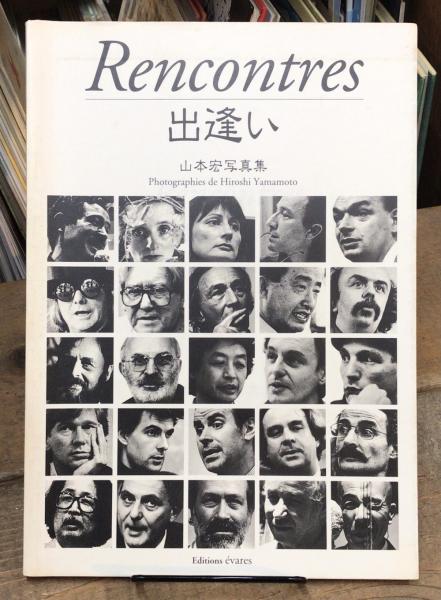 Rencontres
出逢い
山本宏写真集
Photographies de Hiroshi Yamamoto
Editions évares